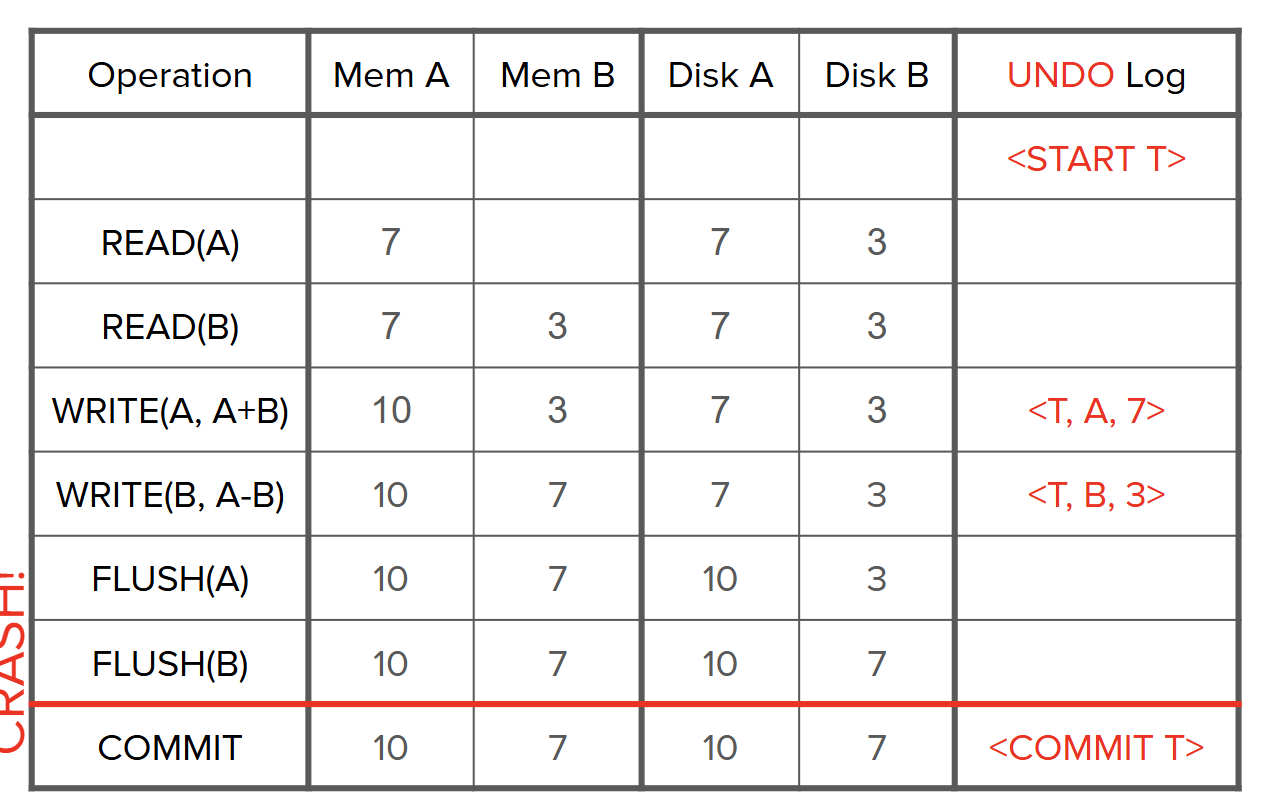 Operation Mem A Mem B Disk A Disk B UNDO Log
<START T>
READ(A) 7 7 3
READ(B) 7 3 7 3
WRITE(A, A+B) 10 3 7 3 <T, A, 7>
WRITE(B, A-B) 10 7 7 3 <T, B, 3>
FLUSH(A) 10 7 10 3
FLUSH(B) 10 7 10 7
CRASH!
COMMIT 10 7 10 7 <COMMIT T>